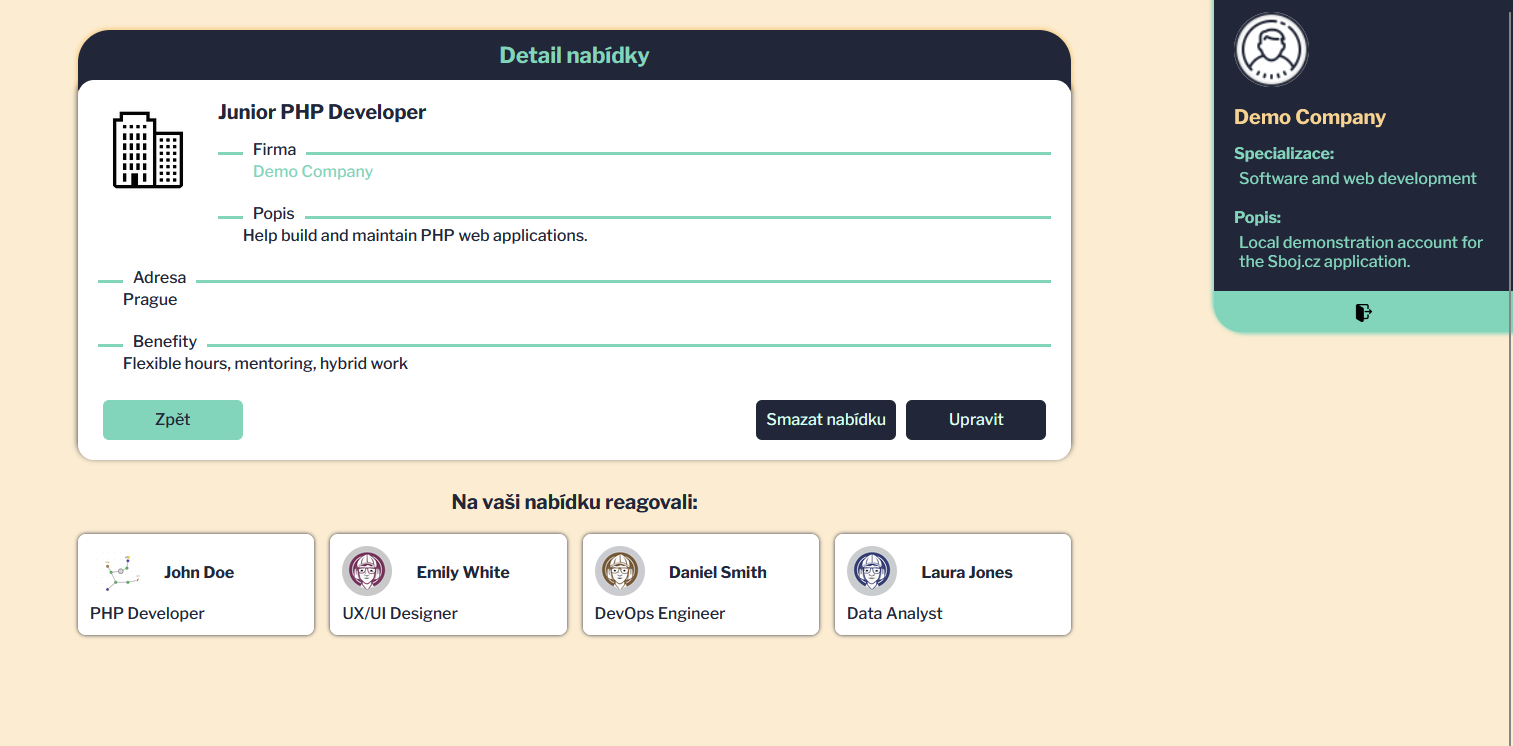 Detail nabídky
Junior PHP Developer
Firma
Demo Company
Popis
Help build and maintain PHP web applications.
Adresa
Prague
Benefity
Flexible hours, mentoring, hybrid work
Zpět
Smazat nabídku
Upravit
Na vaši nabídku reagovali:
John Doe
PHP Developer
Emily White
UX/UI Designer
Daniel Smith
DevOps Engineer
Laura Jones
Data Analyst
Demo Company
Specializace:
Software and web development
Popis:
Local demonstration account for
the Sboj.cz application.